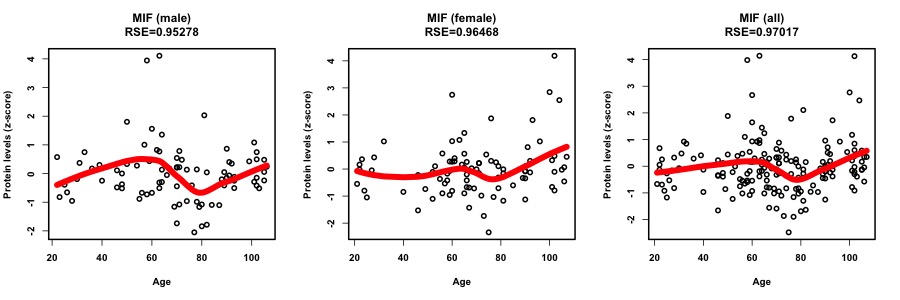 MIF (male)
RSE=0.95278
Protein levels (z-score)
4
3
2
1
0
-1
-2
20 40 60 80 100
Age
MIF (female)
RSE=0.96468
Protein levels (z-score)
4
3
2
1
0
-1
-2
20 40 60 80 100
Age
MIF (all)
RSE=0.97017
Protein levels (z-score)
4
3
2
1
0
-1
-2
20 40 60 80 100
Age